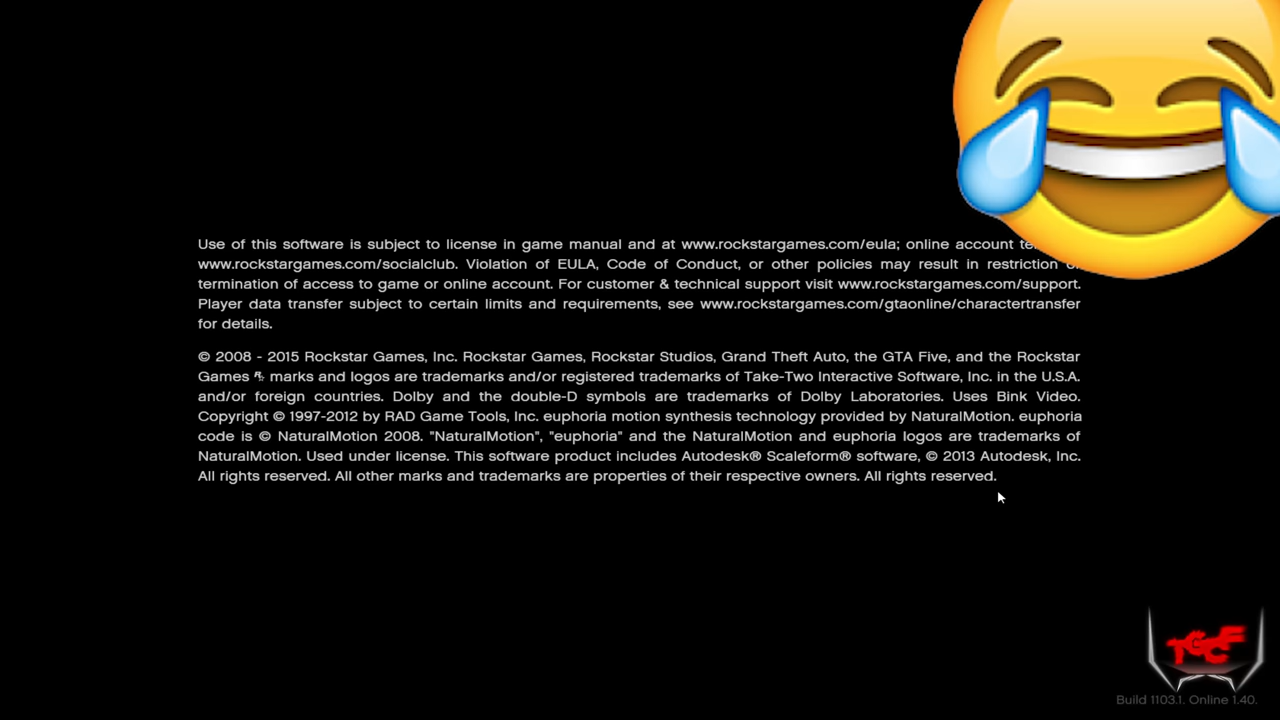 Use of this software is subject to license in game manual and at www.rockstargames.com/eula; online account
www.rockstargames.com/socialclub. Violation of EULA, Code of Conduct, or other policies may result in restriction
termination of access to game or online account. For customer & technical support visit www.rockstargames.com/support.
Player data transfer subject to certain limits and requirements, see www.rockstargames.com/gtaonline/charactertransfer
for details.
© 2008 - 2015 Rockstar Games, Inc. Rockstar Games, Rockstar Studios, Grand Theft Auto, the GTA Five, and the Rockstar
Games R* marks and logos are trademarks and/or registered trademarks of Take-Two Interactive Software, Inc. in the U.S.A.
and/or foreign countries. Dolby and the double-D symbols are trademarks of Dolby Laboratories. Uses Bink Video.
Copyright © 1997-2012 by RAD Game Tools, Inc. euphoria motion synthesis technology provided by NaturalMotion. euphoria
code is © NaturalMotion 2008. "NaturalMotion", "euphoria" and the NaturalMotion and euphoria logos are trademarks of
NaturalMotion. Used under license. This software product includes Autodesk® Scaleform® software, © 2013 Autodesk, Inc.
All rights reserved. All other marks and trademarks are properties of their respective owners. All rights reserved.
TGCF
Build 1103.1. Online 1.40.